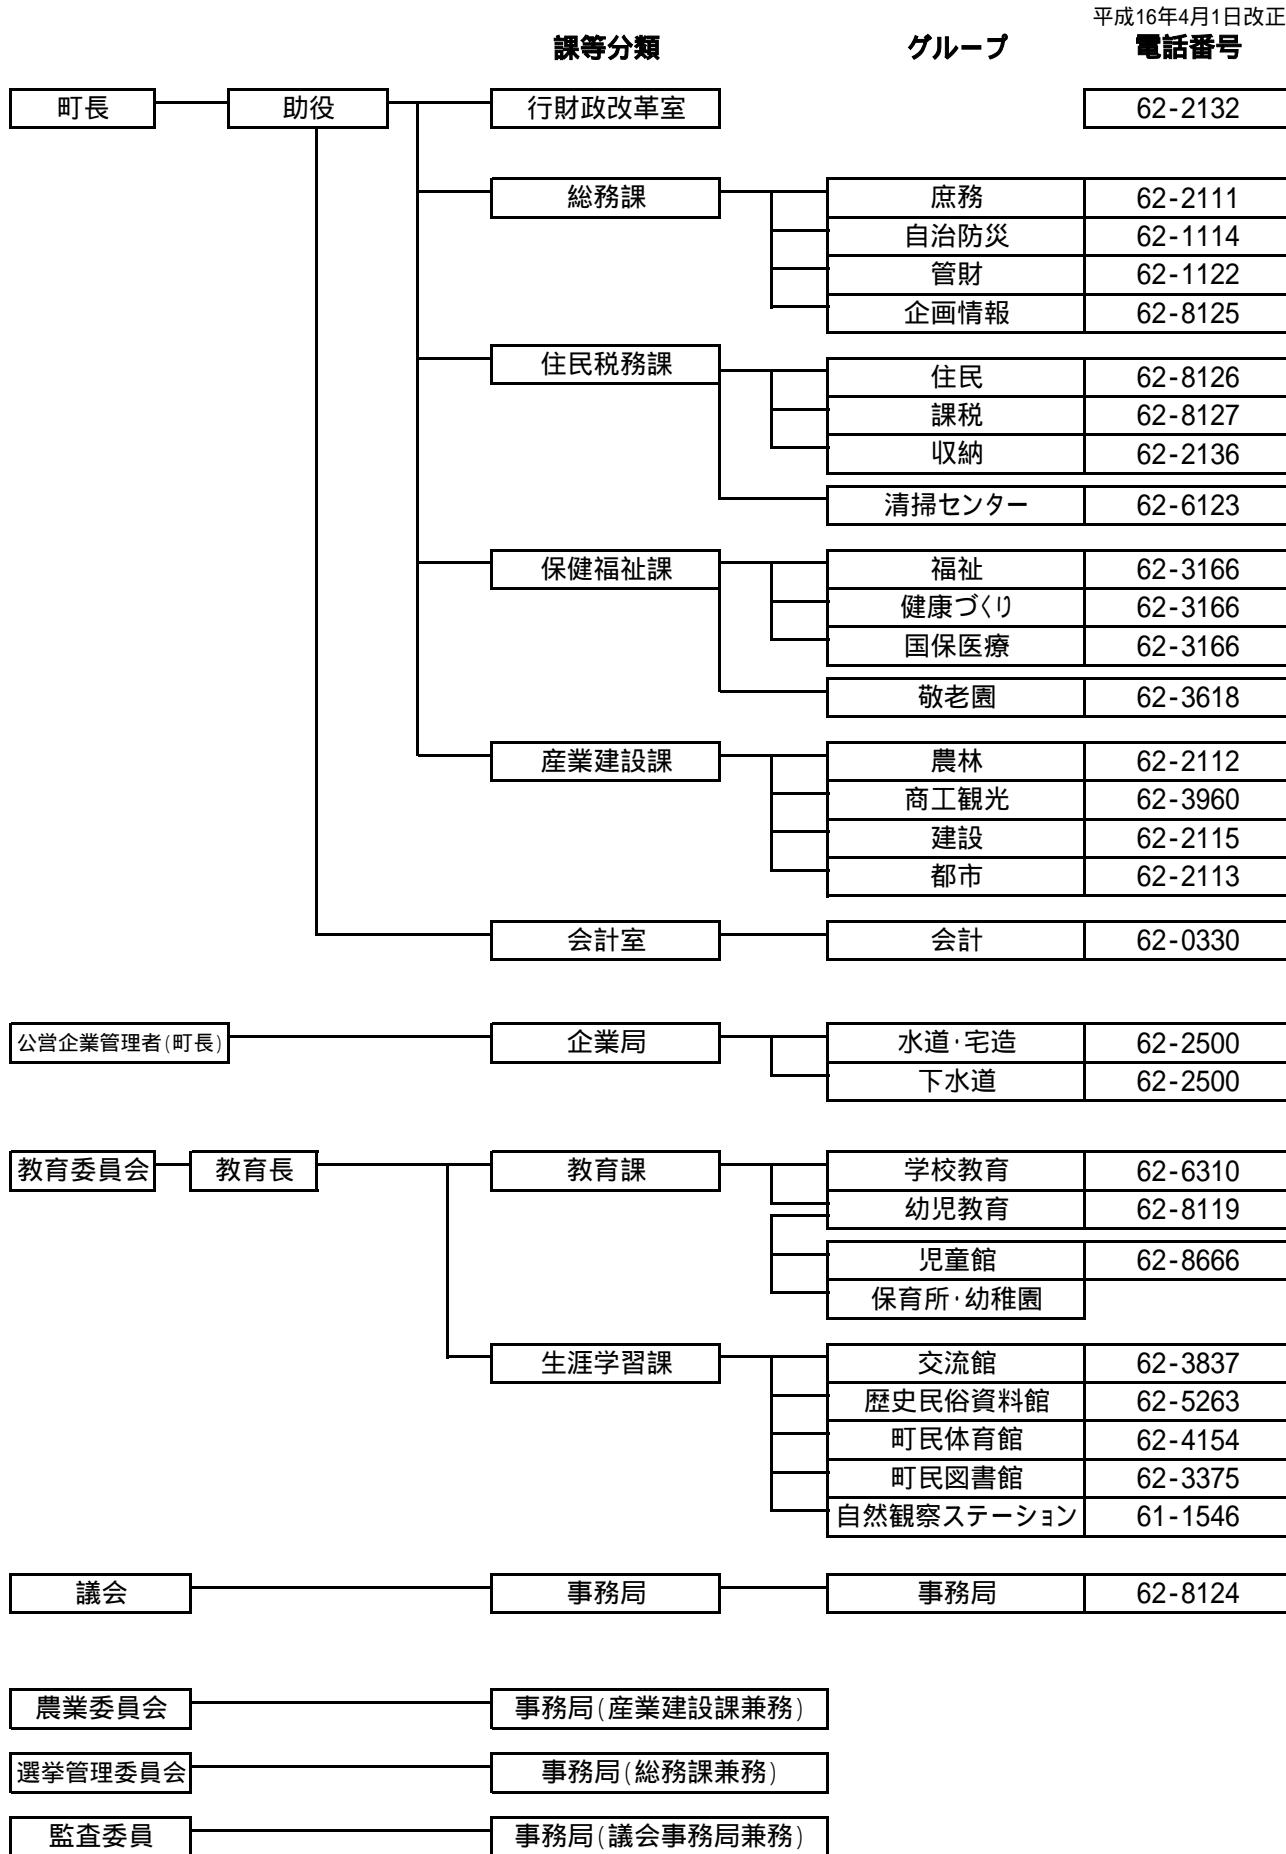 平成16年4月1日改正
課等分類 グループ 電話番号
町長 助役 行財政改革室 62-2132
総務課 庶務 62-2111
自治防災 62-1114
管財 62-1122
企画情報 62-8125
住民税務課 住民 62-8126
課税 62-8127
収納 62-2136
清掃センター 62-6123
保健福祉課 福祉 62-3166
健康づくり 62-3166
国保医療 62-3166
敬老園 62-3618
産業建設課 農林 62-2112
商工観光 62-3960
建設 62-2115
都市 62-2113
会計室 会計 62-0330
公営企業管理者(町長) 企業局 水道・宅造 62-2500
下水道 62-2500
教育委員会 教育長 教育課 学校教育 62-6310
幼児教育 62-8119
児童館 62-8666
保育所・幼稚園
生涯学習課 交流館 62-3837
歴史民俗資料館 62-5263
町民体育館 62-4154
町民図書館 62-3375
自然観察ステーション 61-1546
議会 事務局 事務局 62-8124
農業委員会 事務局(産業建設課兼務)
選挙管理委員会 事務局(総務課兼務)
監査委員 事務局(議会事務局兼務)